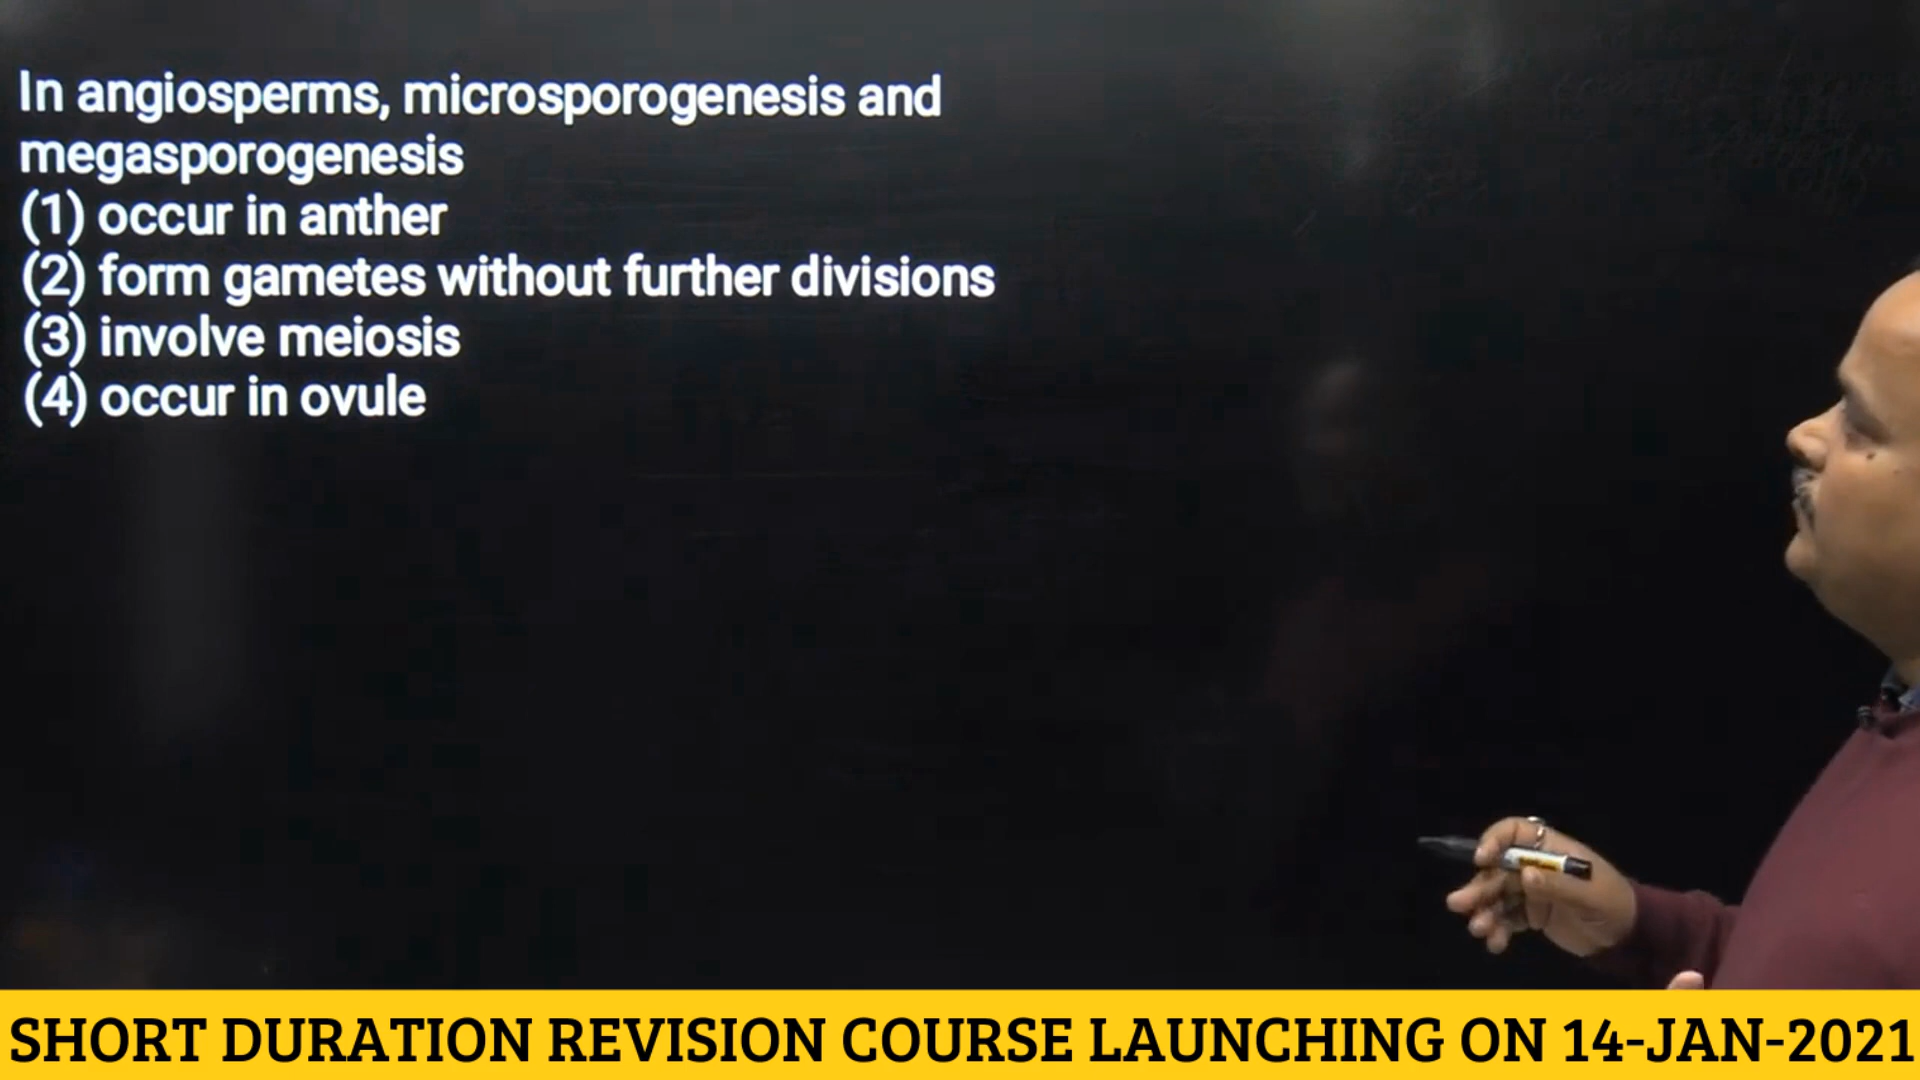 In angiosperms, microsporogenesis and
megasporogenesis
(1) occur in anther
(2) form gametes without further divisions
(3) involve meiosis
(4) occur in ovule
SHORT DURATION REVISION COURSE LAUNCHING ON 14-JAN-2021